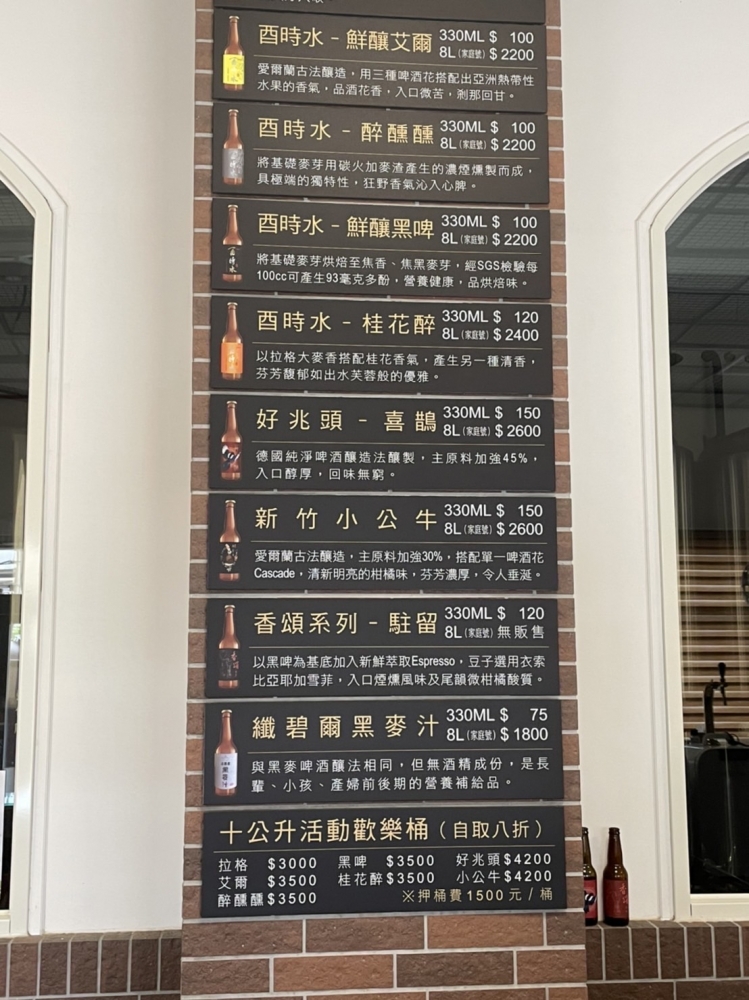 酉時水 - 鮮釀艾爾 330ML $ 100
8L(家庭號) $ 2200
愛爾蘭古法釀造，用三種啤酒花搭配出亞洲熱帶性
水果的香氣，品酒花香，入口微苦，剎那回甘。
酉時水 - 醉醺醺 330ML $ 100
8L(家庭號) $ 2200
將基礎麥芽用碳火加麥渣產生的濃煙燻製而成，
具極端的獨特性，狂野香氣沁入心脾。
酉時水 - 鮮釀黑啤 330ML $ 100
8L(家庭號) $ 2200
將基礎麥芽烘焙至焦香、焦黑麥芽，經SGS檢驗每
100cc可產生93毫克多酚，營養健康，品烘焙味。
酉時水 - 桂花醉 330ML $ 120
8L(家庭號) $ 2400
以拉格大麥香搭配桂花香氣，產生另一種清香，
芬芳馥郁如出水芙蓉般的優雅。
好兆頭 - 喜鵲 330ML $ 150
8L(家庭號) $ 2600
德國純淨啤酒釀造法釀製，主原料加強45%，
入口醇厚，回味無窮。
新竹小公牛 330ML $ 150
8L(家庭號) $ 2600
愛爾蘭古法釀造，主原料加強30%，搭配單一啤酒花
Cascade，清新明亮的柑橘味，芬芳濃厚，令人垂涎。
香頌系列 - 駐留 330ML $ 120
8L(家庭號) 無販售
以黑啤為基底加入新鮮萃取Espresso，豆子選用衣索
比亞耶加雪菲，入口煙燻風味及尾韻微柑橘酸質。
纖碧爾黑麥汁 330ML $ 75
8L(家庭號) $ 1800
與黑麥啤酒釀法相同，但無酒精成份，是長
輩、小孩、產婦前後期的營養補給品。
十公升活動歡樂桶（自取八折）
拉格 $3000 黑啤 $3500 好兆頭$4200
艾爾 $3500 桂花醉$3500 小公牛$4200
醉醺醺$3500 ※押桶費1500元/桶